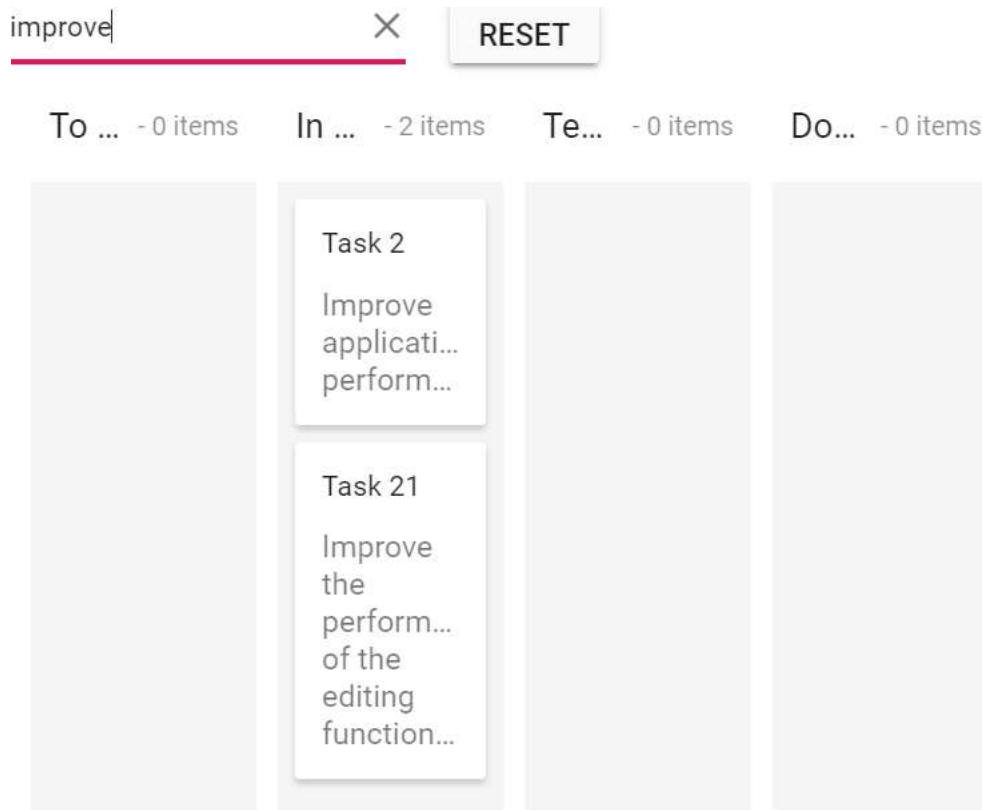 improve
RESET
To ... - 0 items
In ... - 2 items
Te... - 0 items
Do... - 0 items
Task 2
Improve
applicati...
perform...
Task 21
Improve
the
perform...
of the
editing
function...